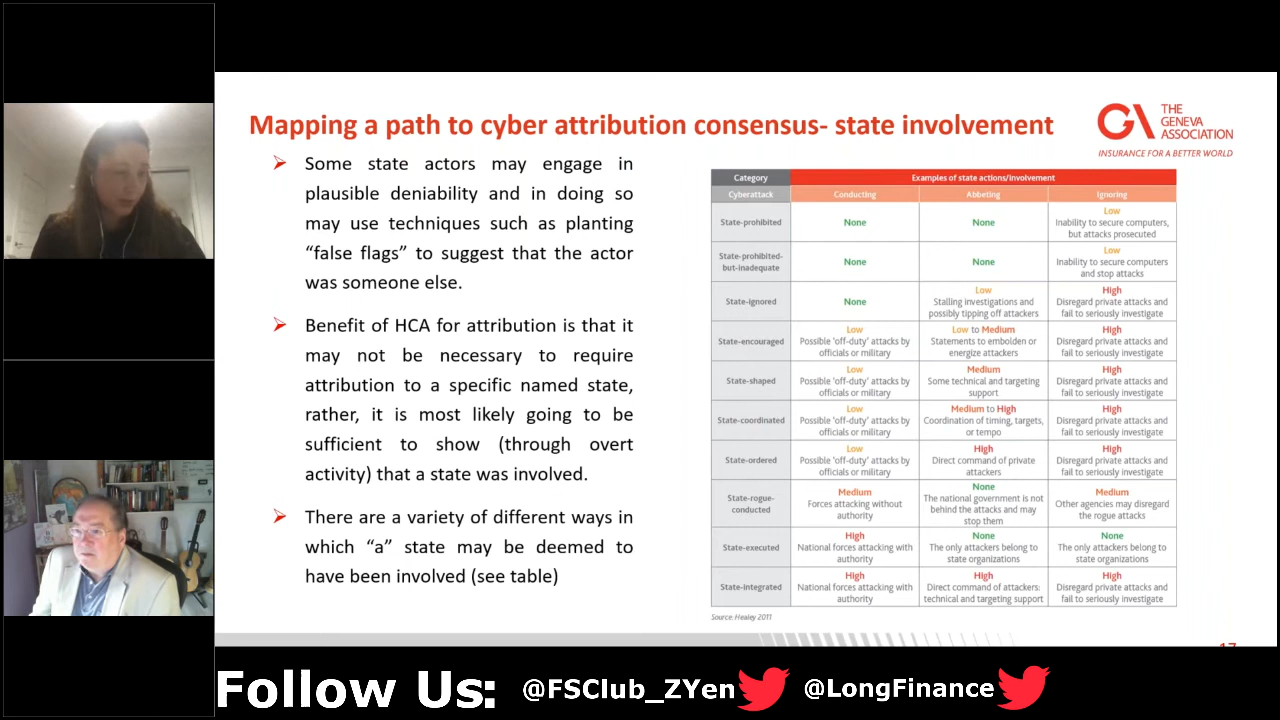 Mapping a path to cyber attribution consensus- state involvement
THE
GENEVA
ASSOCIATION
INSURANCE FOR A BETTER WORLD
Some state actors may engage in
plausible deniability and in doing so
may use techniques such as planting
“false flags” to suggest that the actor
was someone else.
Benefit of HCA for attribution is that it
may not be necessary to require
attribution to a specific named state,
rather, it is most likely going to be
sufficient to show (through overt
activity) that a state was involved.
There are a variety of different ways in
which “a” state may be deemed to
have been involved (see table)
Category Examples of state actions/involvement
Cyberattack Conducting Abbeting Ignoring
State-prohibited None None Low
Inability to secure computers,
but attacks prosecuted
State-prohibited-
but-inadequate None None Low
Inability to secure computers
and stop attacks
State-ignored None Low
Stalling investigations and
possibly tipping off attackers
High
Disregard private attacks and
fail to seriously investigate
State-encouraged Low
Possible ‘off-duty’ attacks by
officials or military
Low to Medium
Statements to embolden or
energize attackers
High
Disregard private attacks and
fail to seriously investigate
State-shaped Low
Possible ‘off-duty’ attacks by
officials or military
Medium
Some technical and targeting
support
High
Disregard private attacks and
fail to seriously investigate
State-coordinated Low
Possible ‘off-duty’ attacks by
officials or military
Medium to High
Coordination of timing, targets,
or tempo
High
Disregard private attacks and
fail to seriously investigate
State-ordered Low
Possible ‘off-duty’ attacks by
officials or military
High
Direct command of private
attackers
High
Disregard private attacks and
fail to seriously investigate
State-rogue-
conducted Medium
Forces attacking without
authority
None
The national government is not
behind the attacks and may
stop them
Medium
Other agencies may disregard
the rogue attacks
State-executed High
National forces attacking with
authority
None
The only attackers belong to
state organizations
None
The only attackers belong to
state organizations
State-integrated High
National forces attacking with
authority
High
Direct command of attackers:
technical and targeting support
High
Disregard private attacks and
fail to seriously investigate
Source: Healey 2011
17
Follow Us: @FSClub_ZYen @LongFinance